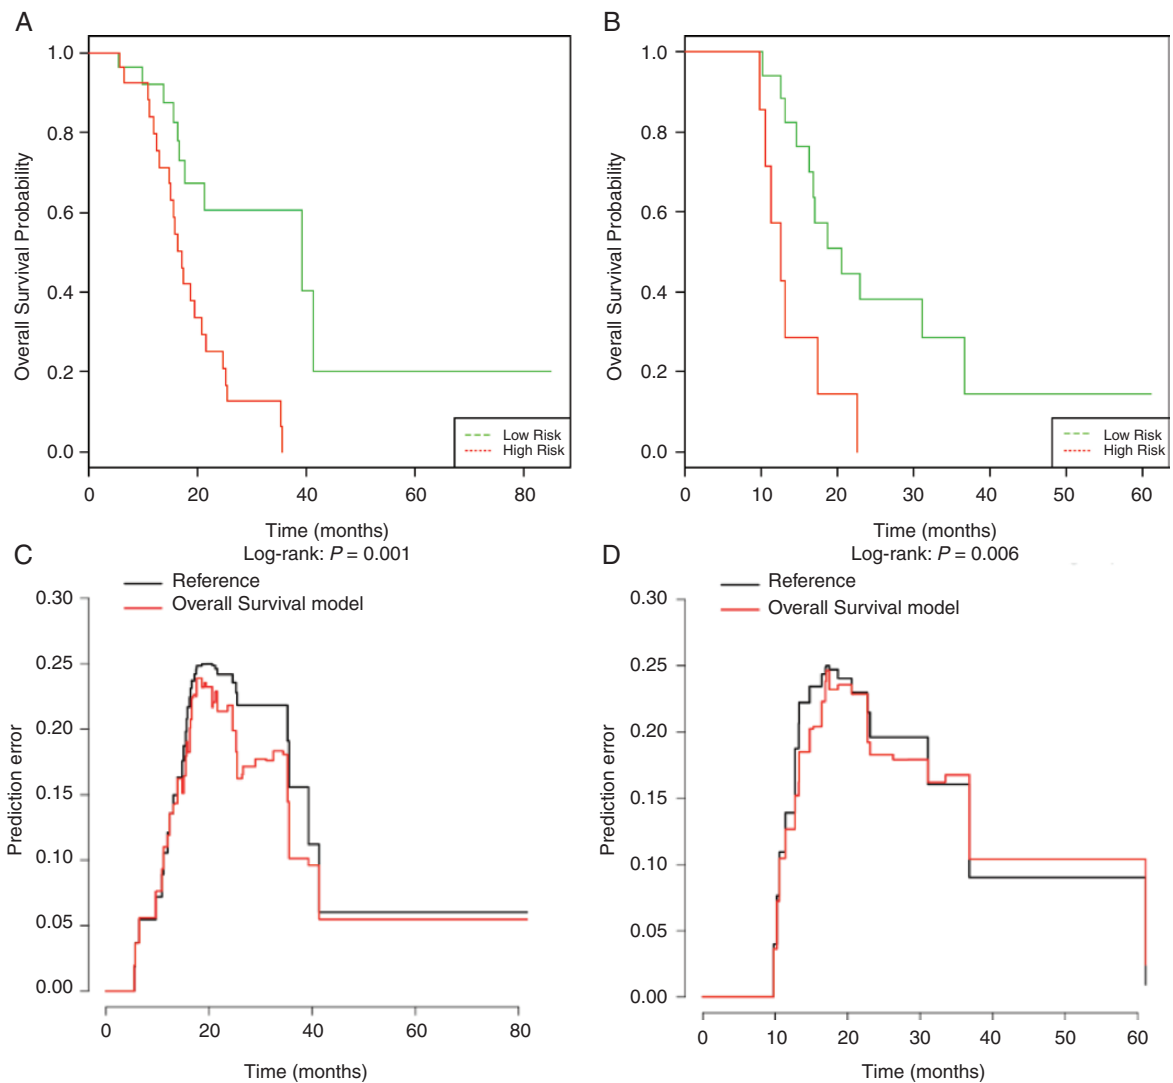 A
1.0
0.8
0.6
0.4
0.2
0.0
Overall Survival Probability
Low Risk
High Risk
0 20 40 60 80
Time (months)
Log-rank: P = 0.001
B
1.0
0.8
0.6
0.4
0.2
0.0
Overall Survival Probability
Low Risk
High Risk
0 10 20 30 40 50 60
Time (months)
Log-rank: P = 0.006
C
Reference
Overall Survival model
0.30
0.25
0.20
0.15
0.10
0.05
0.00
Prediction error
0 20 40 60 80
Time (months)
D
Reference
Overall Survival model
0.30
0.25
0.20
0.15
0.10
0.05
0.00
Prediction error
0 10 20 30 40 50 60
Time (months)